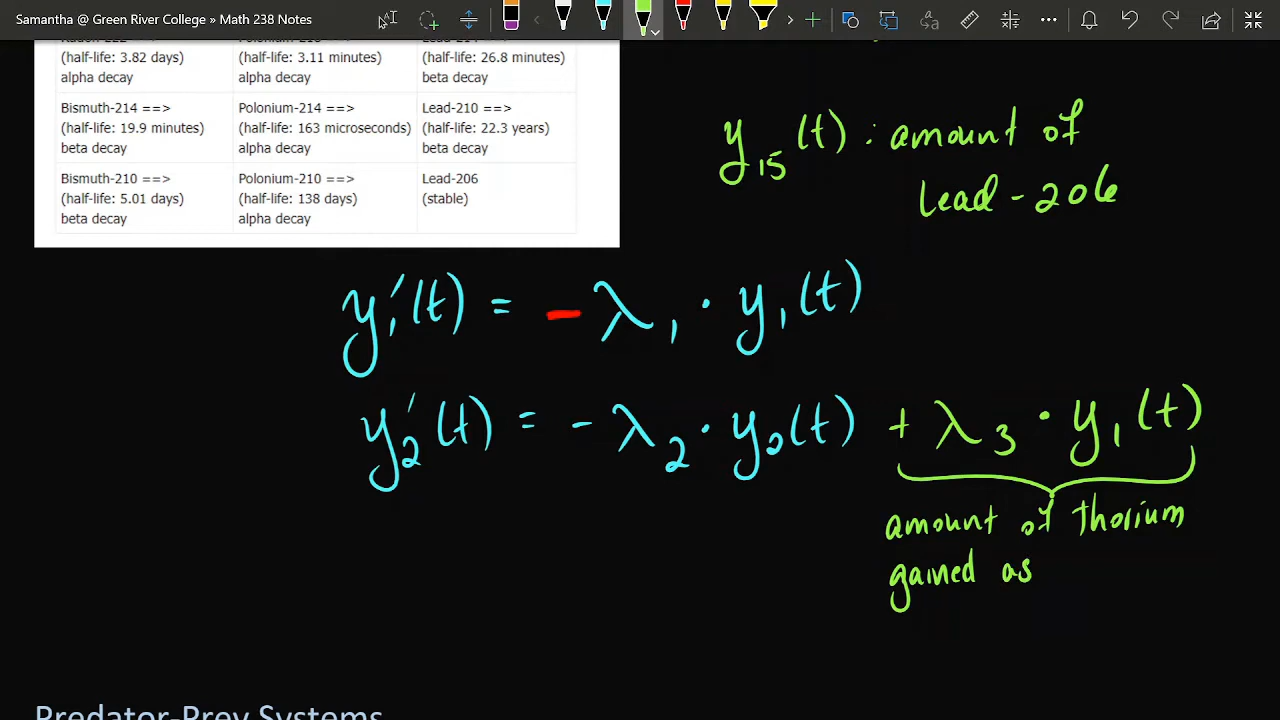 Samantha @ Green River College » Math 238 Notes
(half-life: 3.82 days) (half-life: 3.11 minutes) (half-life: 26.8 minutes)
alpha decay alpha decay beta decay
Bismuth-214 ==> Polonium-214 ==> Lead-210 ==>
(half-life: 19.9 minutes) (half-life: 163 microseconds) (half-life: 22.3 years)
beta decay alpha decay beta decay
Bismuth-210 ==> Polonium-210 ==> Lead-206
(half-life: 5.01 days) (half-life: 138 days) (stable)
beta decay alpha decay
y₁₅(t) : amount of
lead - 206
y₁′(t) = - λ₁ · y₁(t)
y₂′(t) = - λ₂ · y₂(t) + λ₃ · y₁(t)
amount of Thorium
gained as
Predator-Prey Systems